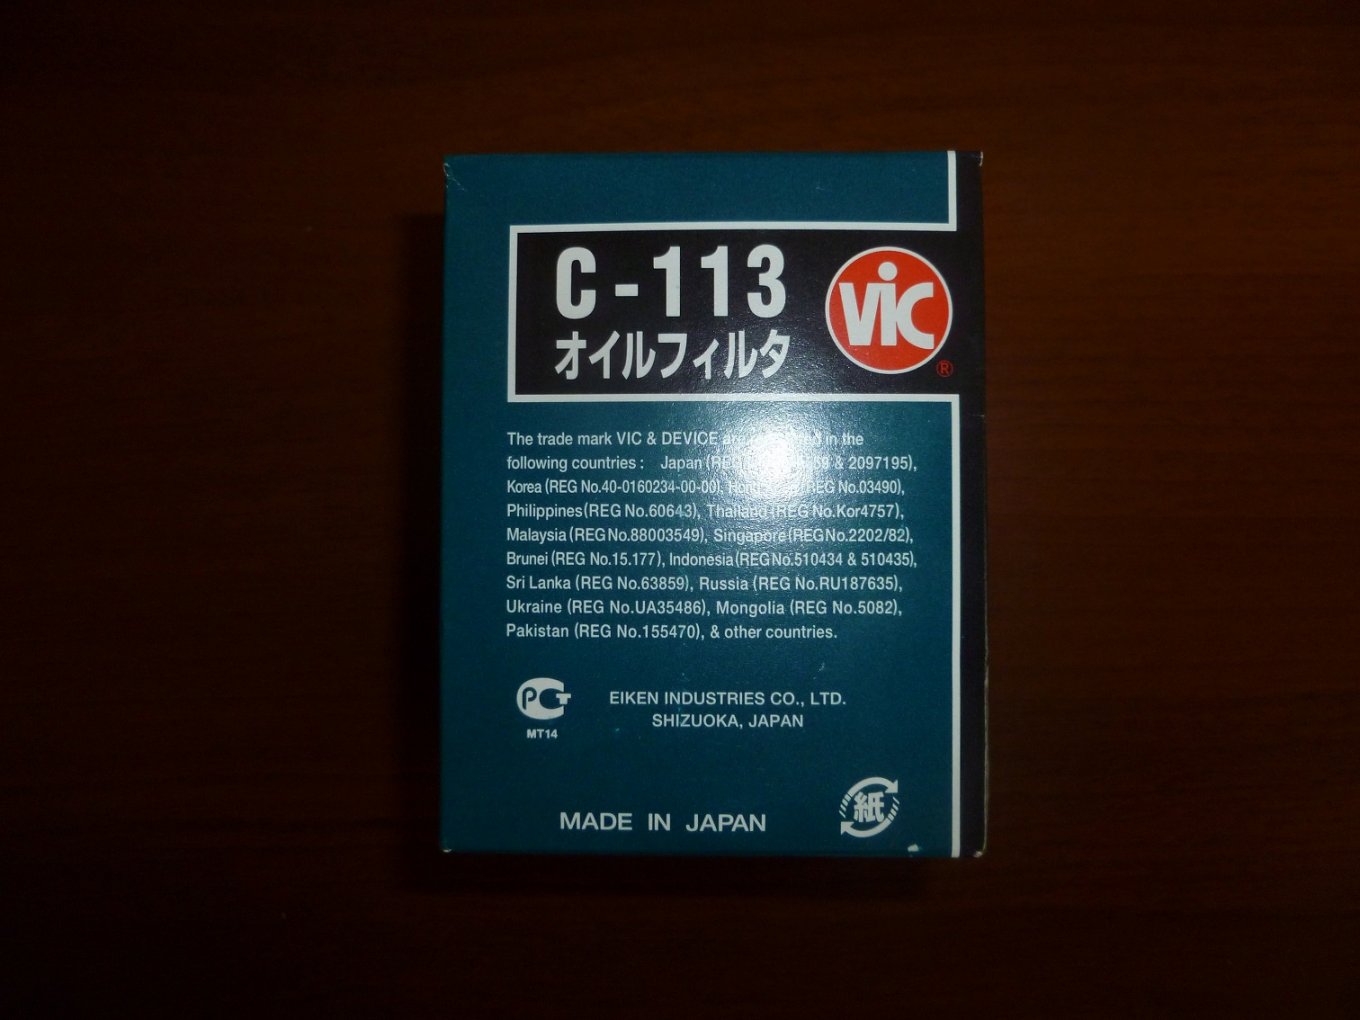 C-113
オイルフィルタ
ViC
®
The trade mark VIC & DEVICE are in the
following countries : Japan (REG & 2097195),
Korea (REG No.40-0160234-00-00), (REG No.03490),
Philippines (REG No.60643), Thailand (REG No.Kor4757),
Malaysia (REG No.88003549), Singapore (REG No.2202/82),
Brunei (REG No.15.177), Indonesia (REG No.510434 & 510435),
Sri Lanka (REG No.63859), Russia (REG No.RU187635),
Ukraine (REG No.UA35486), Mongolia (REG No.5082),
Pakistan (REG No.155470), & other countries.
EIKEN INDUSTRIES CO., LTD.
SHIZUOKA, JAPAN
PCT
MT14
MADE IN JAPAN
紙